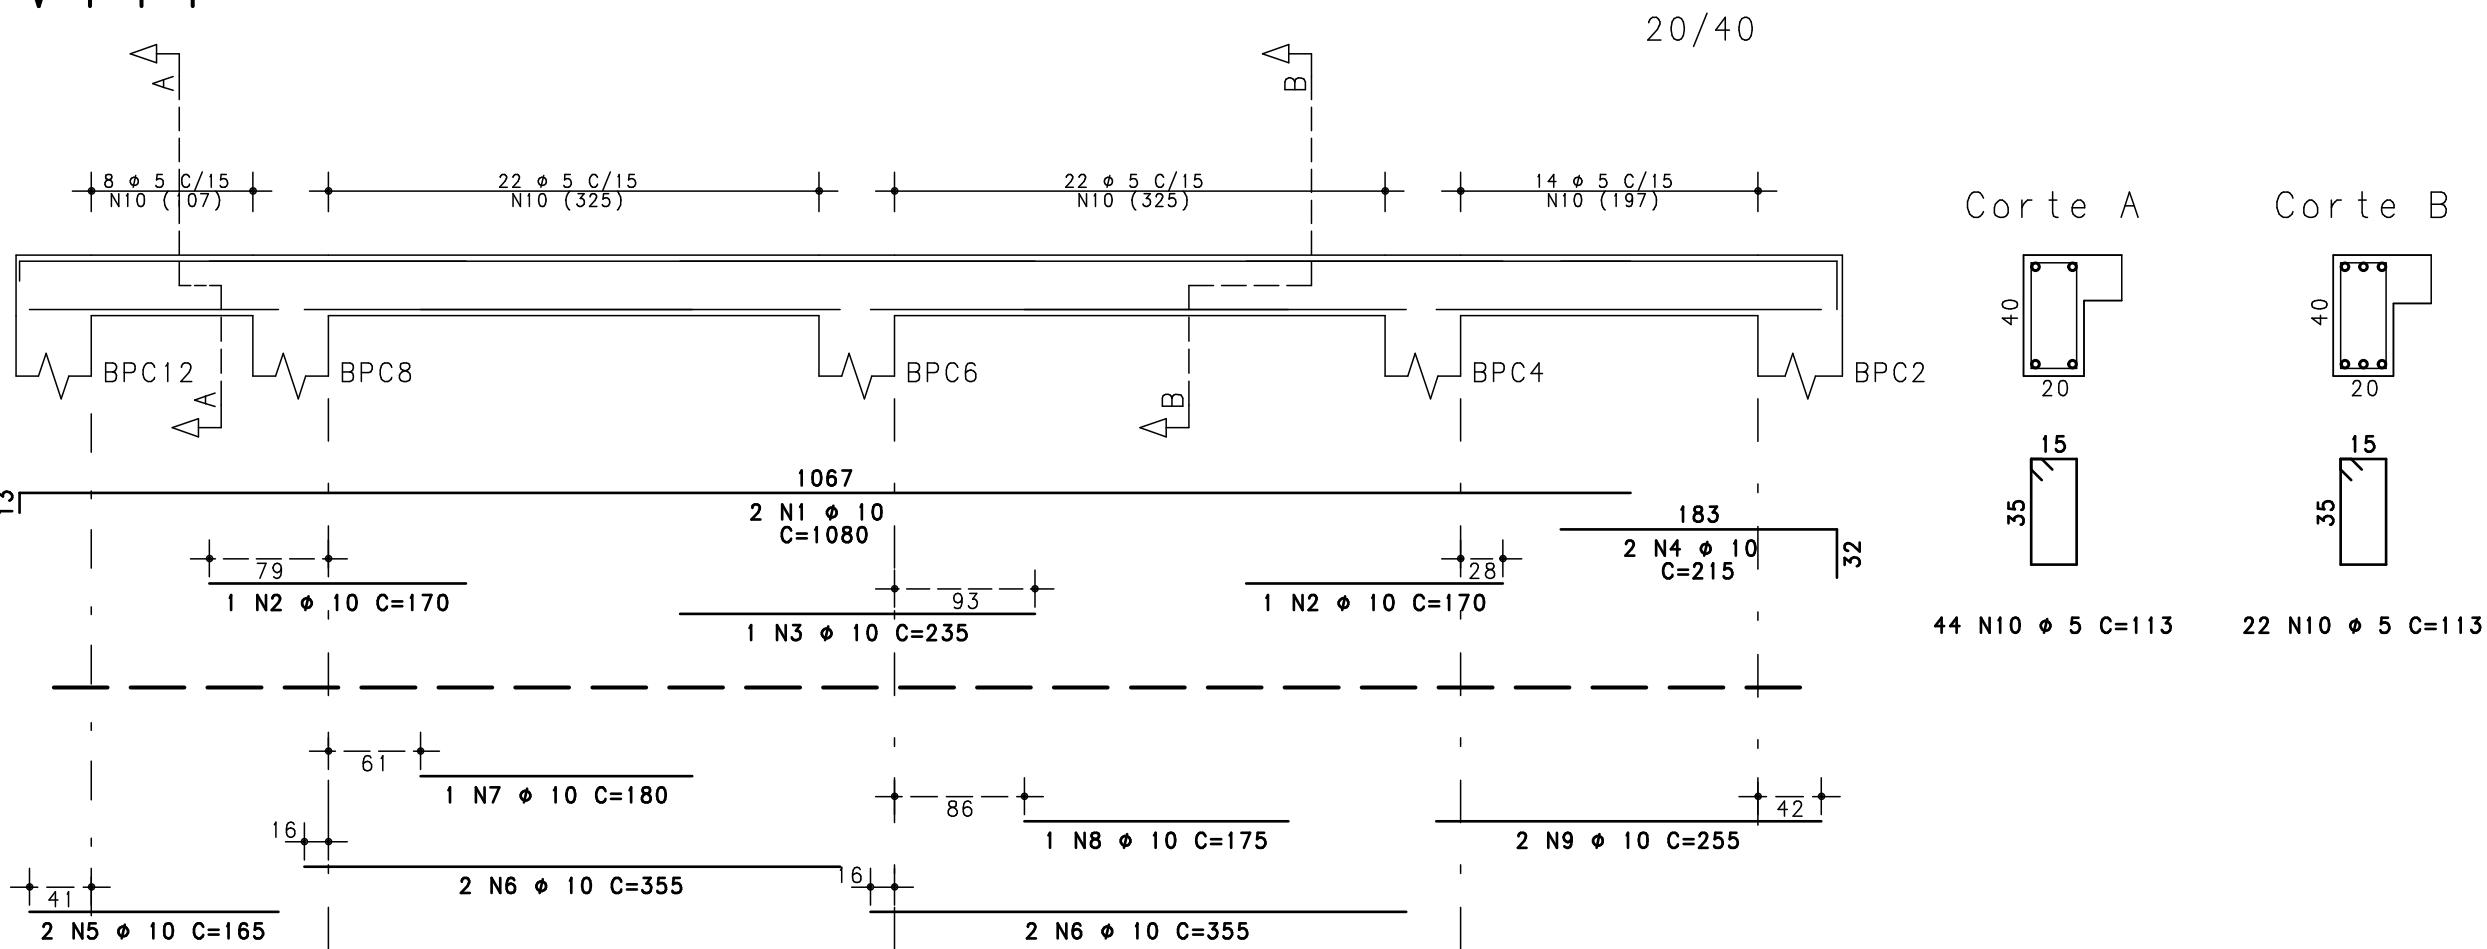 20/40
A
B
8 ø 5 C/15
N10 (107)
22 ø 5 C/15
N10 (325)
22 ø 5 C/15
N10 (325)
14 ø 5 C/15
N10 (197)
Corte A
Corte B
40
20
40
20
BPC12
BPC8
BPC6
BPC4
BPC2
A
B
15
35
15
35
1067
2 N1 ø 10
C=1080
183
2 N4 ø 10
C=215
32
79
1 N2 ø 10 C=170
93
1 N3 ø 10 C=235
28
1 N2 ø 10 C=170
44 N10 ø 5 C=113
22 N10 ø 5 C=113
61
1 N7 ø 10 C=180
86
1 N8 ø 10 C=175
42
2 N9 ø 10 C=255
16
2 N6 ø 10 C=355
16
2 N6 ø 10 C=355
41
2 N5 ø 10 C=165